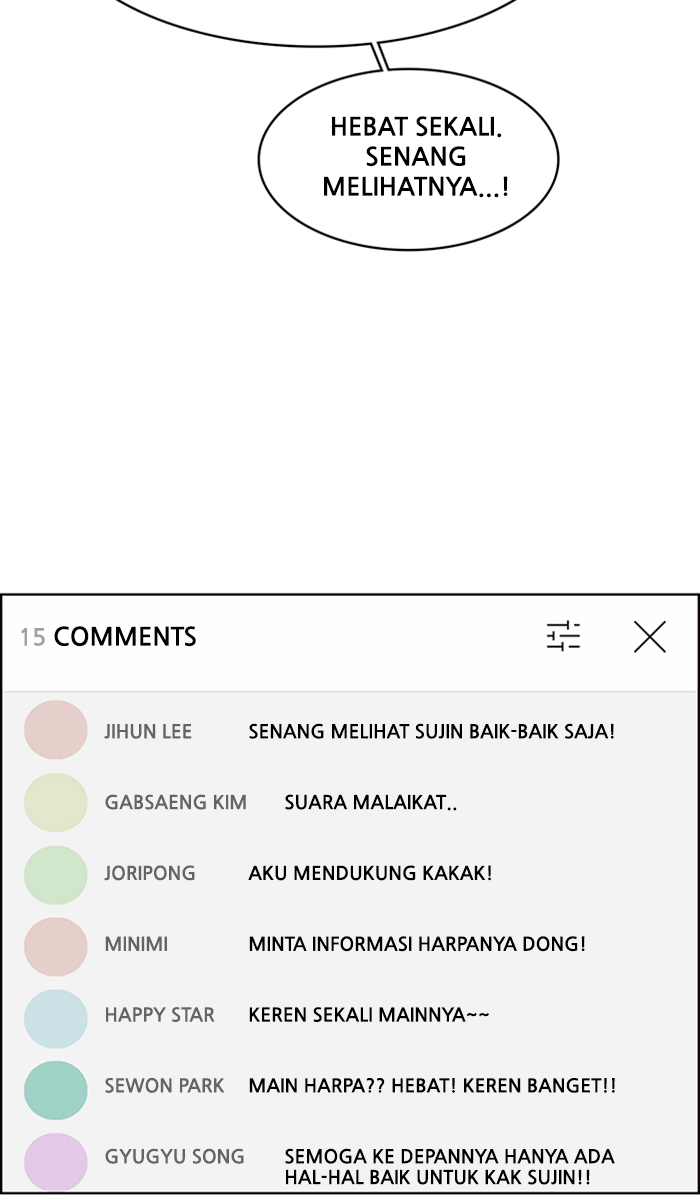 HEBAT SEKALI.
SENANG
MELIHATNYA...!
15 COMMENTS
JIHUN LEE SENANG MELIHAT SUJIN BAIK-BAIK SAJA!
GABSAENG KIM SUARA MALAIKAT..
JORIPONG AKU MENDUKUNG KAKAK!
MINIMI MINTA INFORMASI HARPANYA DONG!
HAPPY STAR KEREN SEKALI MAINNYA~~
SEWON PARK MAIN HARPA?? HEBAT! KEREN BANGET!!
GYUGYU SONG SEMOGA KE DEPANNYA HANYA ADA
HAL-HAL BAIK UNTUK KAK SUJIN!!